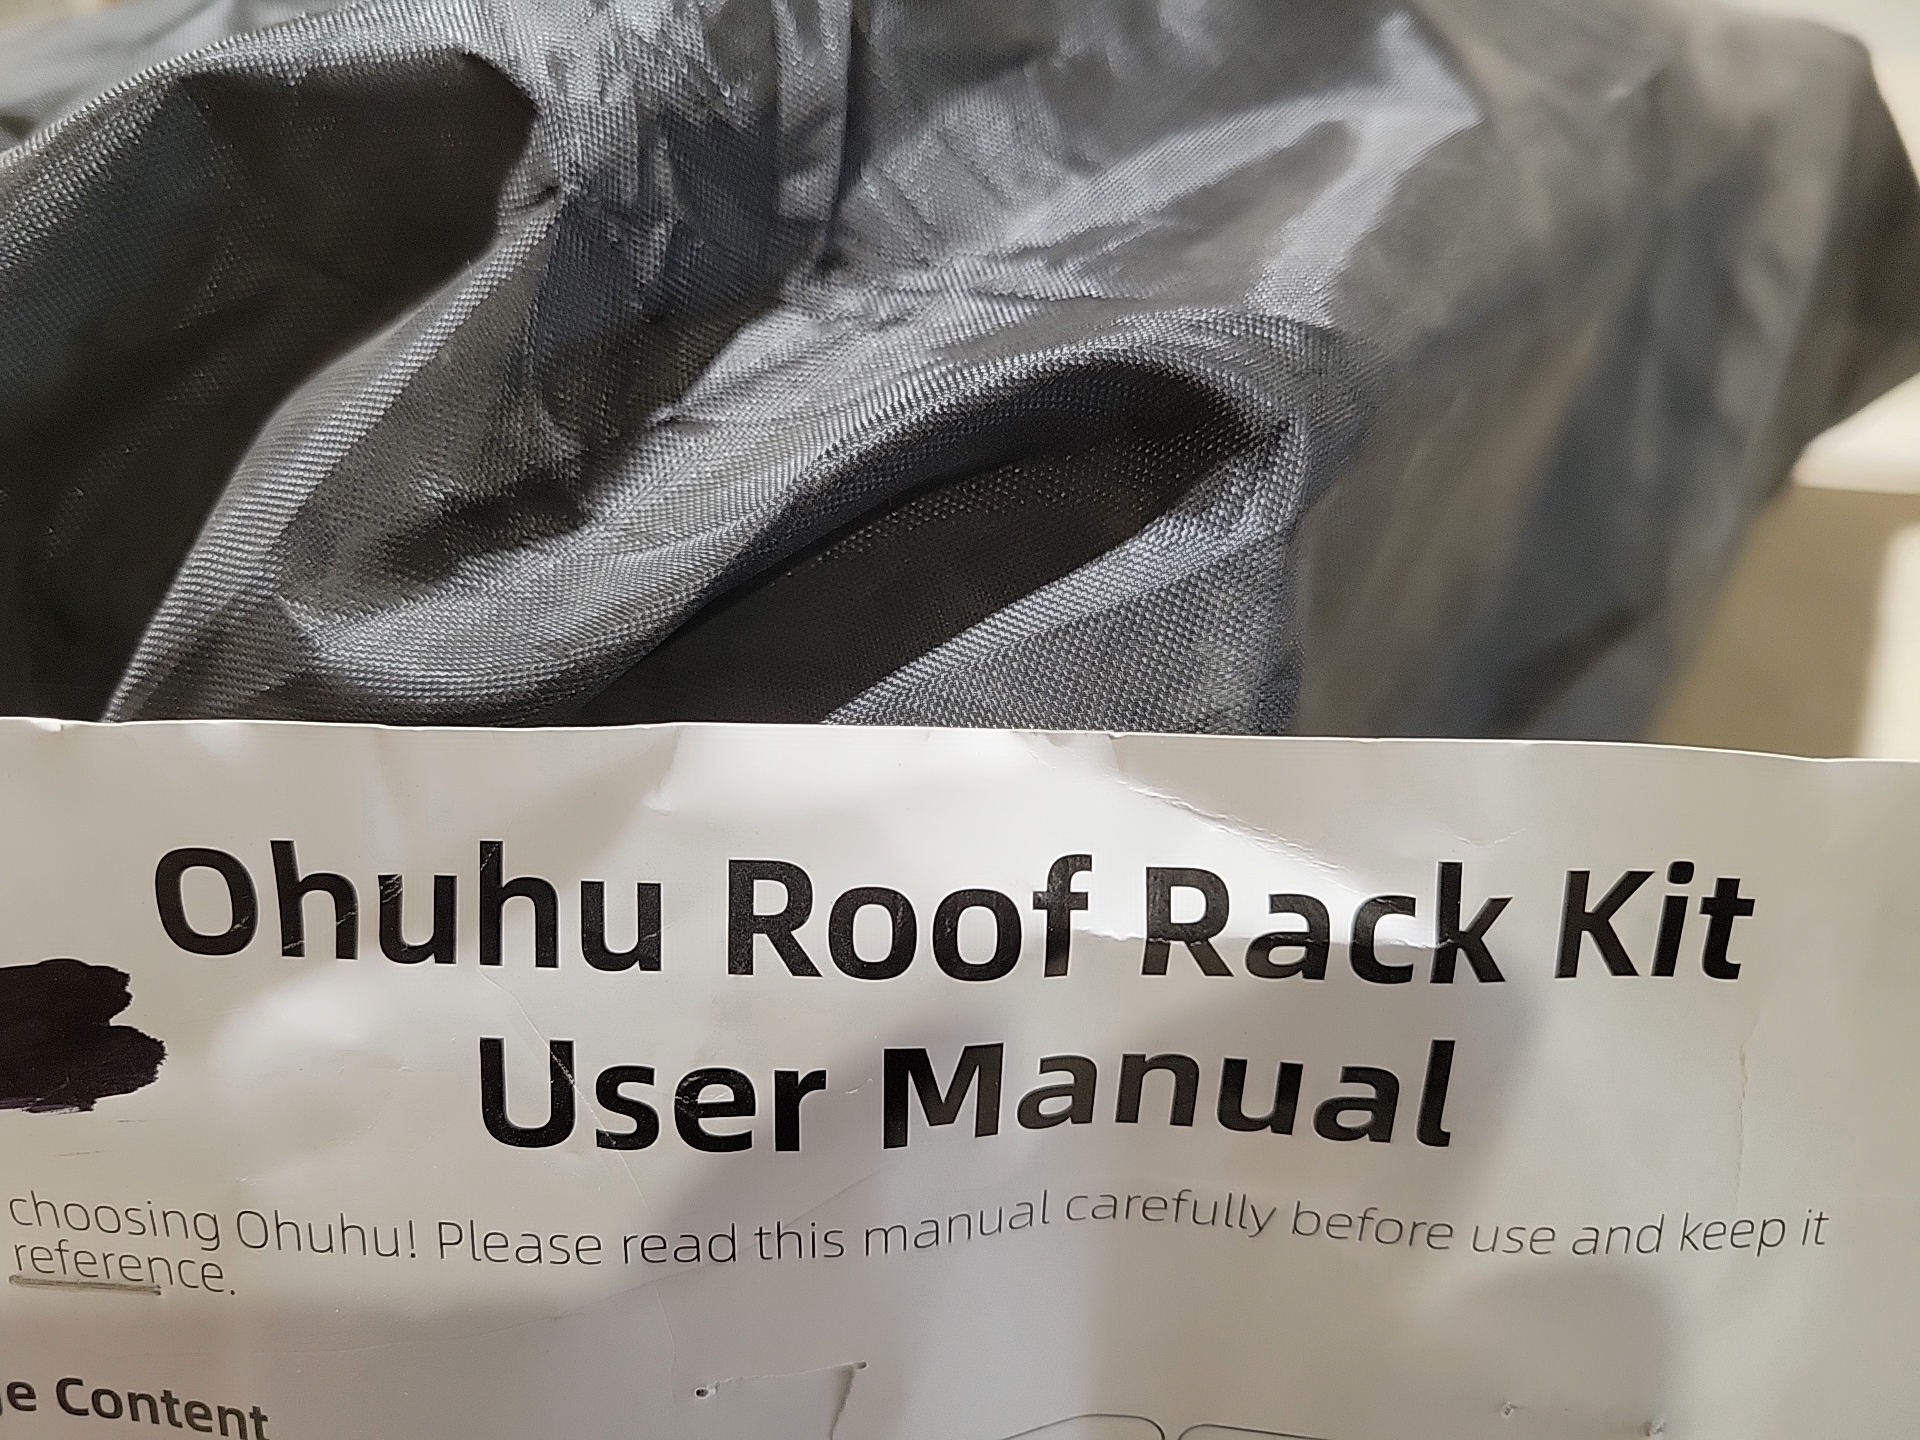 Ohuhu Roof Rack Kit
User Manual
choosing Ohuhu! Please read this manual carefully before use and keep it
reference.
e Content